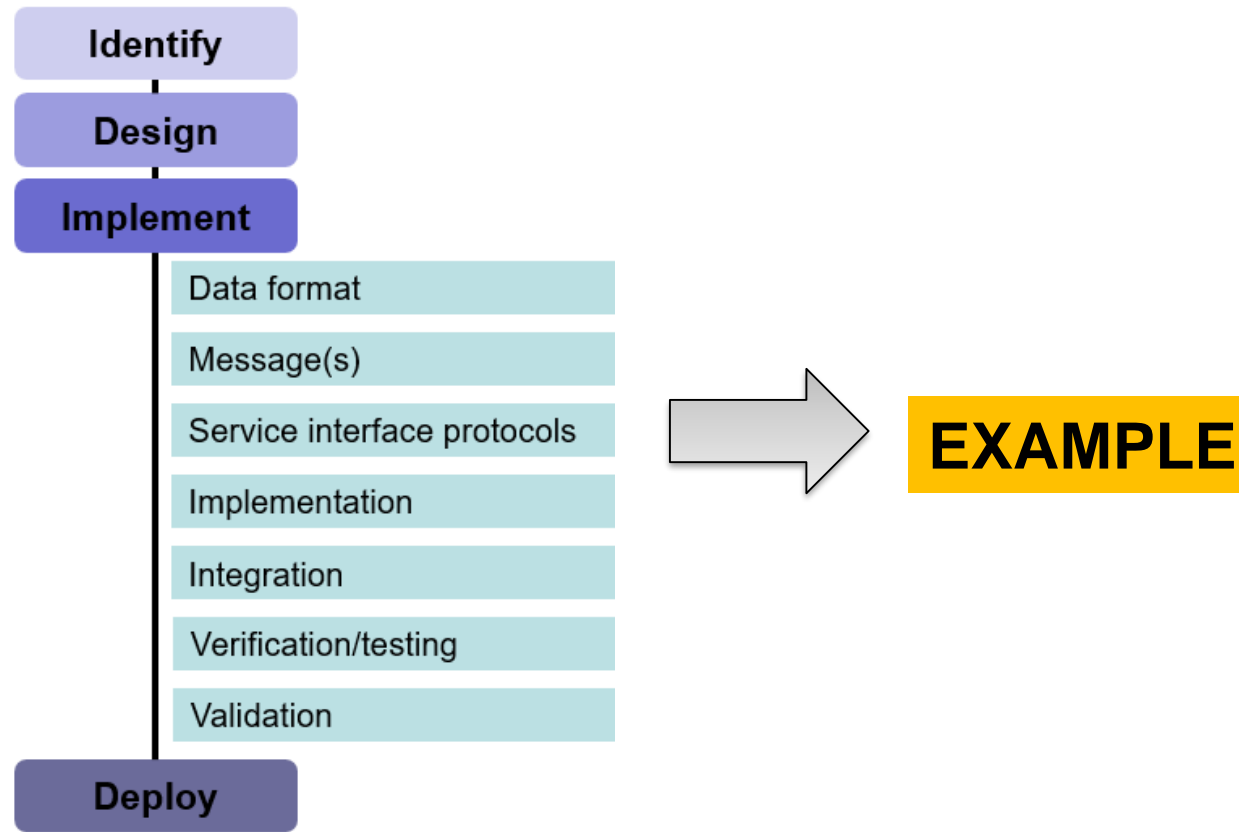 Identify
Design
Implement
Data format
Message(s)
Service interface protocols
Implementation
Integration
Verification/testing
Validation
Deploy
EXAMPLE